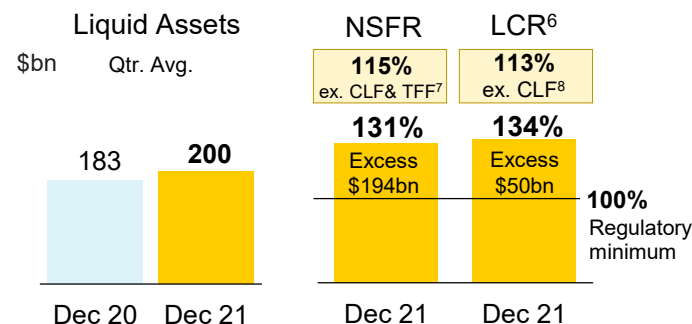 Liquid Assets
$bn Qtr. Avg.
183
200
Dec 20 Dec 21
NSFR
115%
ex. CLF& TFF⁷
131%
Excess
$194bn
Dec 21
LCR⁶
113%
ex. CLF⁸
134%
Excess
$50bn
Dec 21
100%
Regulatory
minimum